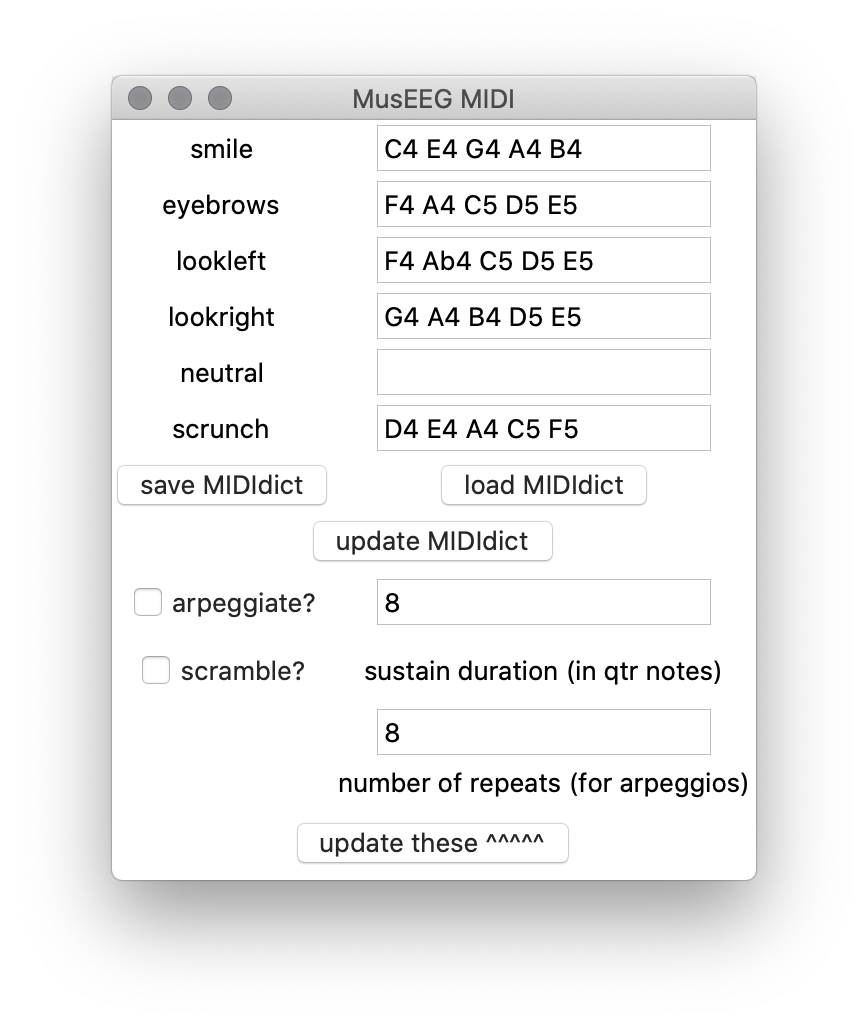 MusEEG MIDI
smile C4 E4 G4 A4 B4
eyebrows F4 A4 C5 D5 E5
lookleft F4 Ab4 C5 D5 E5
lookright G4 A4 B4 D5 E5
neutral
scrunch D4 E4 A4 C5 F5
save MIDIdict load MIDIdict
update MIDIdict
arpeggiate? 8
scramble? sustain duration (in qtr notes)
8
number of repeats (for arpeggios)
update these ^^^^^